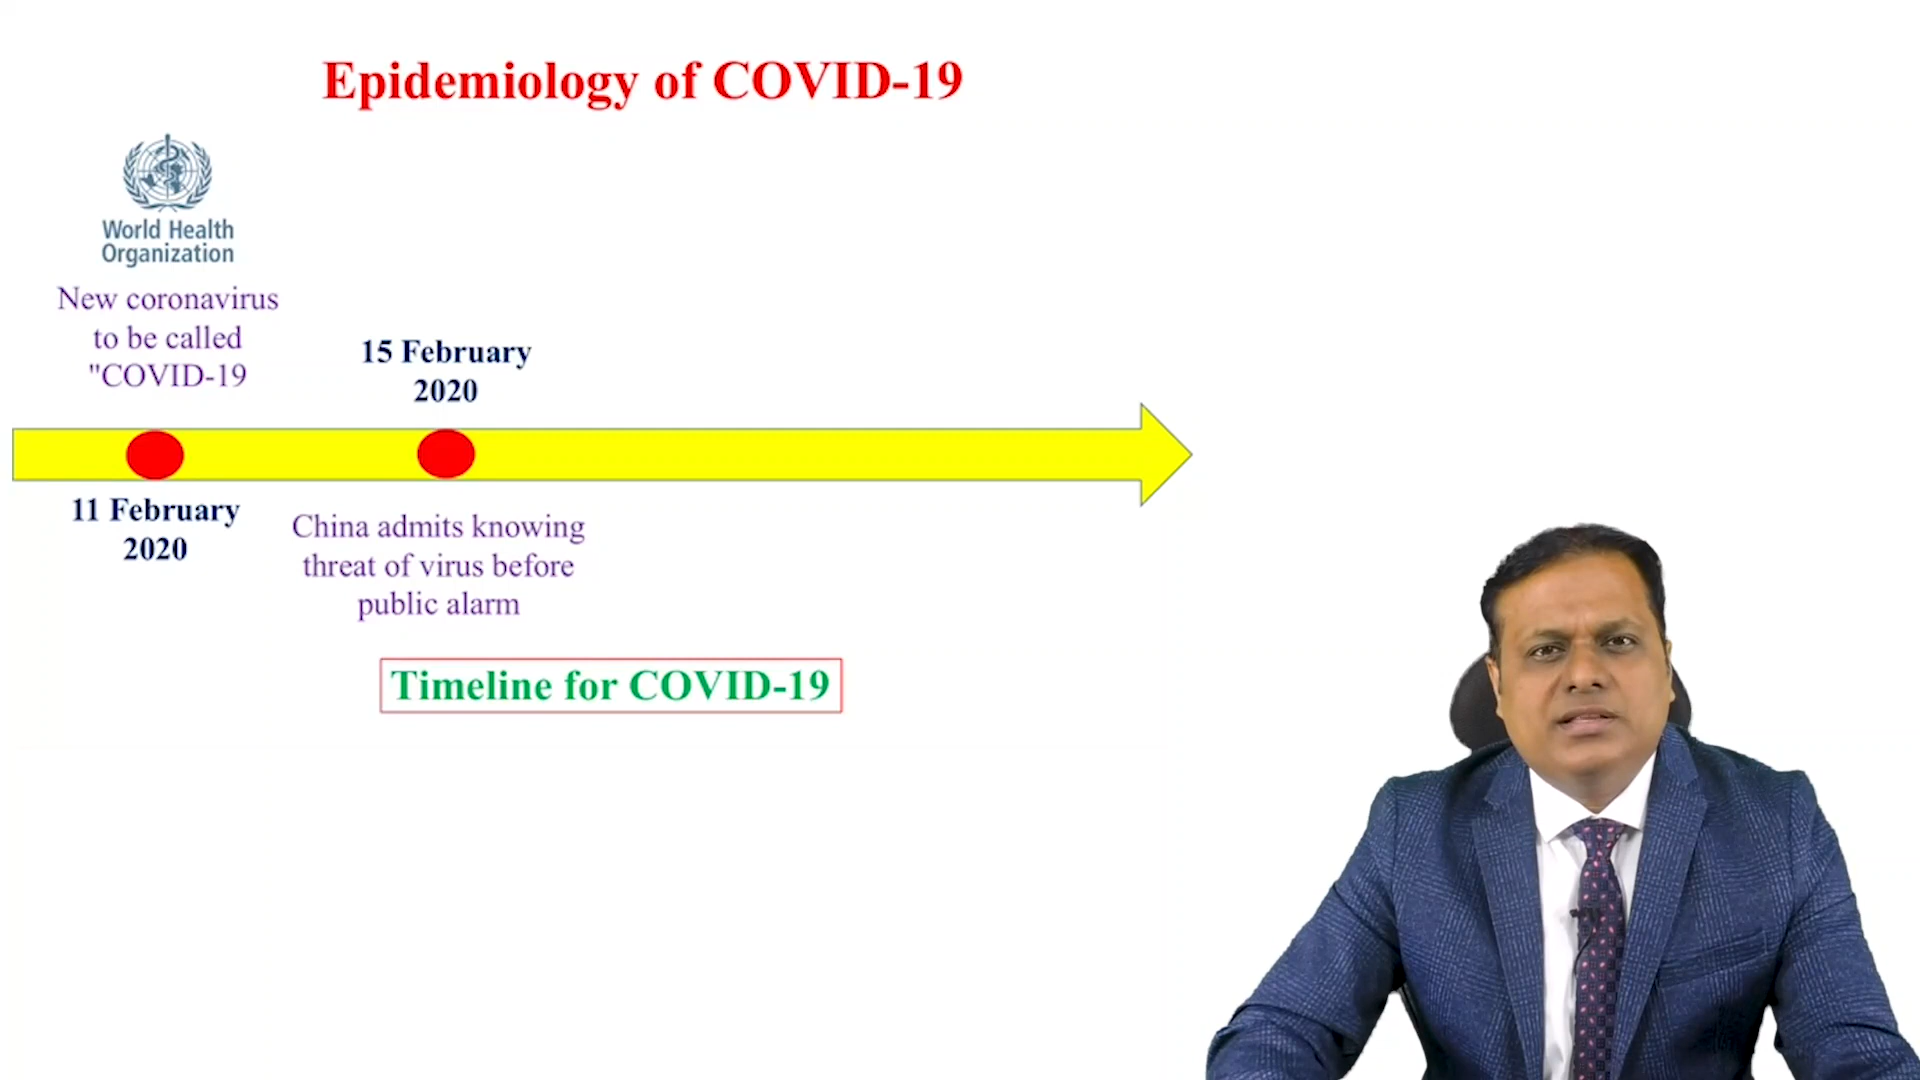 Epidemiology of COVID-19
World Health
Organization
New coronavirus
to be called
"COVID-19
15 February
2020
11 February
2020
China admits knowing
threat of virus before
public alarm
Timeline for COVID-19